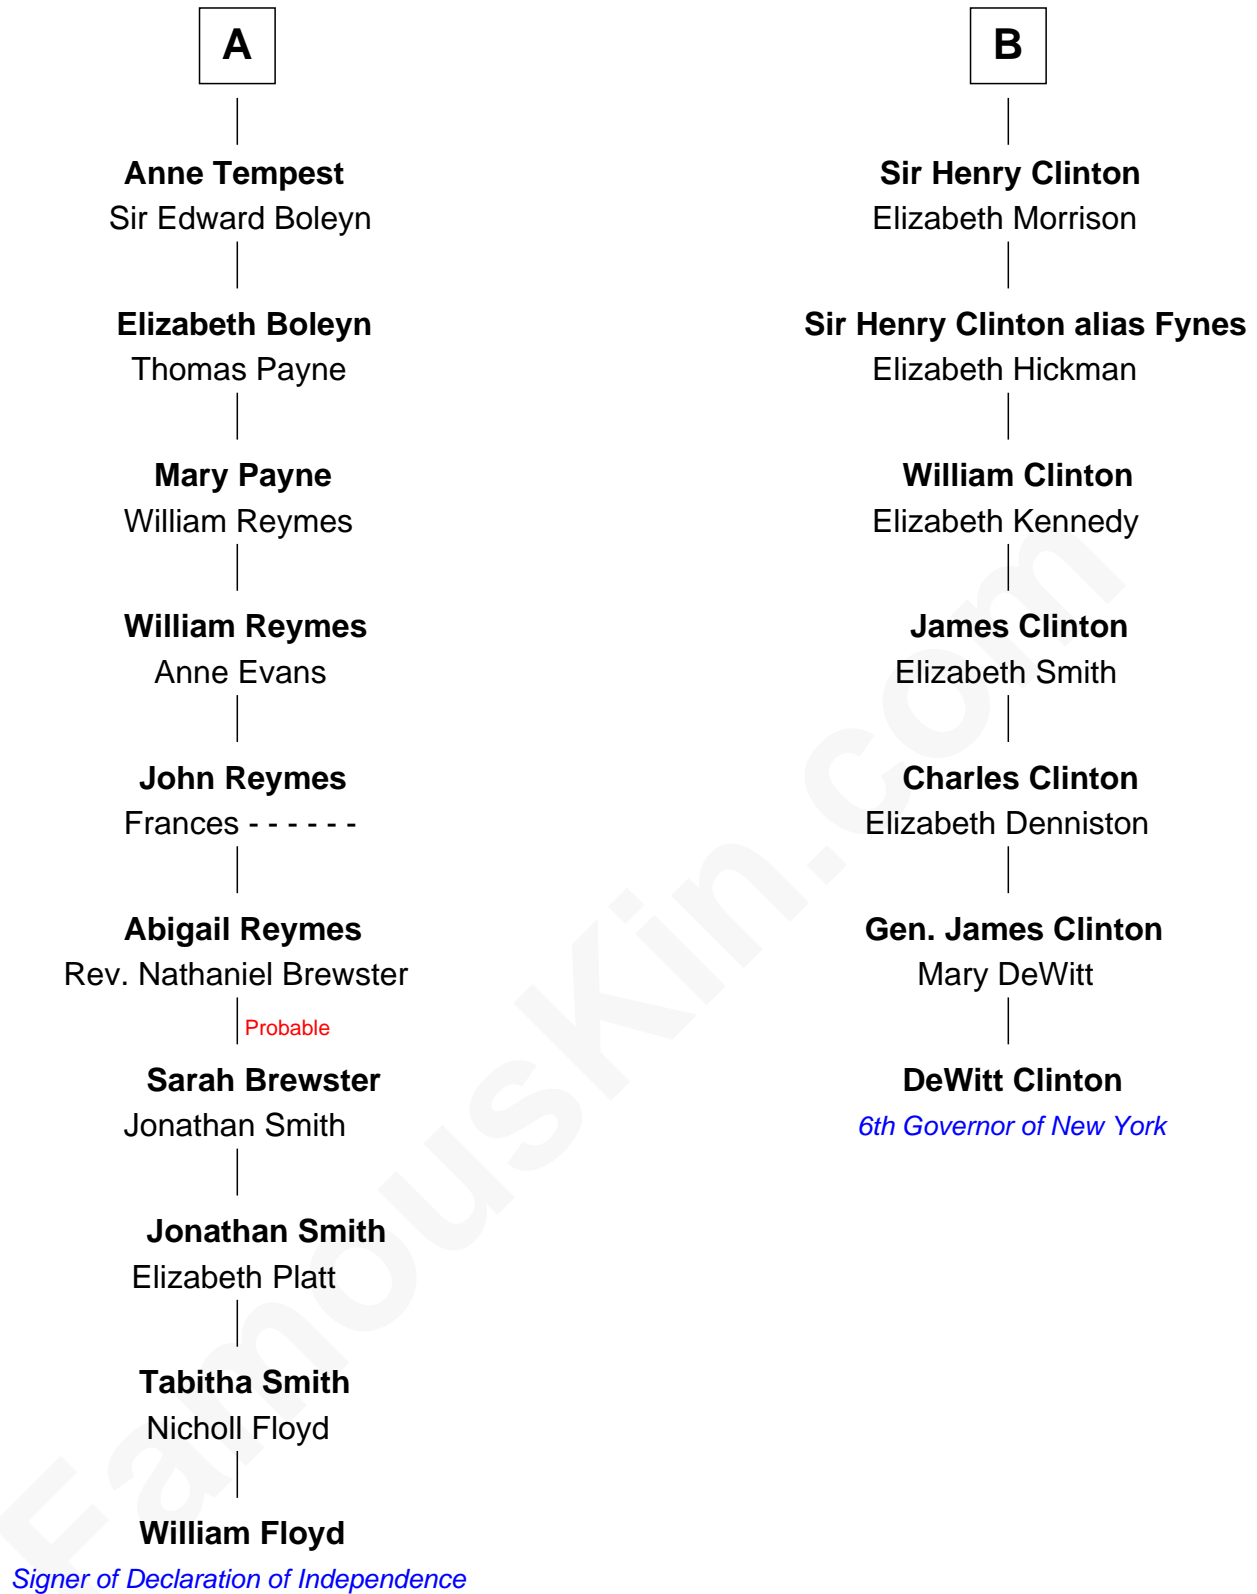 A
Anne Tempest
Sir Edward Boleyn
Elizabeth Boleyn
Thomas Payne
Mary Payne
William Reymes
William Reymes
Anne Evans
John Reymes
Frances - - - - - -
Abigail Reymes
Rev. Nathaniel Brewster
Probable
Sarah Brewster
Jonathan Smith
Jonathan Smith
Elizabeth Platt
Tabitha Smith
Nicholl Floyd
William Floyd
Signer of Declaration of Independence
B
Sir Henry Clinton
Elizabeth Morrison
Sir Henry Clinton alias Fynes
Elizabeth Hickman
William Clinton
Elizabeth Kennedy
James Clinton
Elizabeth Smith
Charles Clinton
Elizabeth Denniston
Gen. James Clinton
Mary DeWitt
DeWitt Clinton
6th Governor of New York
FamousKin.com